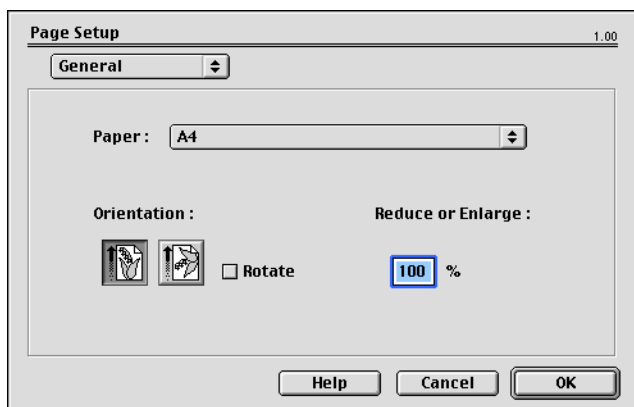 Page Setup 1.00
General
Paper : A4
Orientation : Reduce or Enlarge :
Rotate 100 %
Help Cancel OK